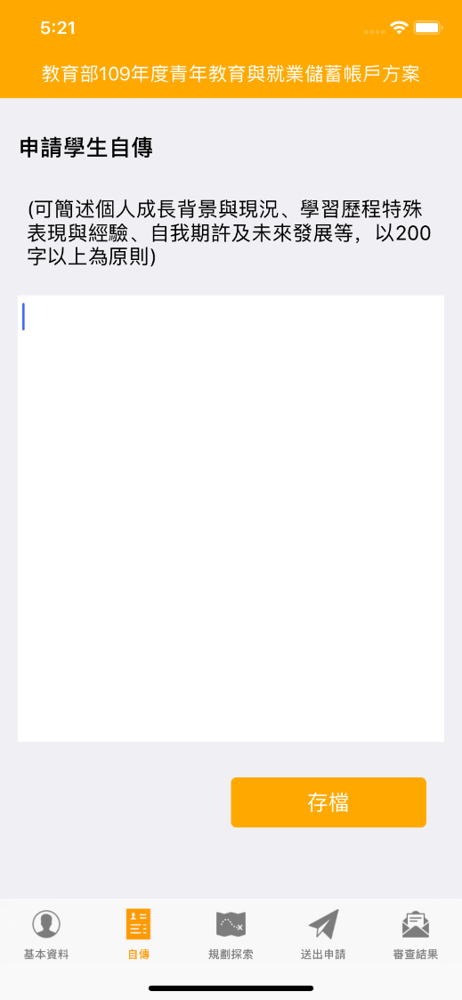 5:21
教育部109年度青年教育與就業儲蓄帳戶方案
申請學生自傳
(可簡述個人成長背景與現況、學習歷程特殊
表現與經驗、自我期許及未來發展等，以200
字以上為原則)
存檔
基本資料
自傳
規劃探索
送出申請
審查結果